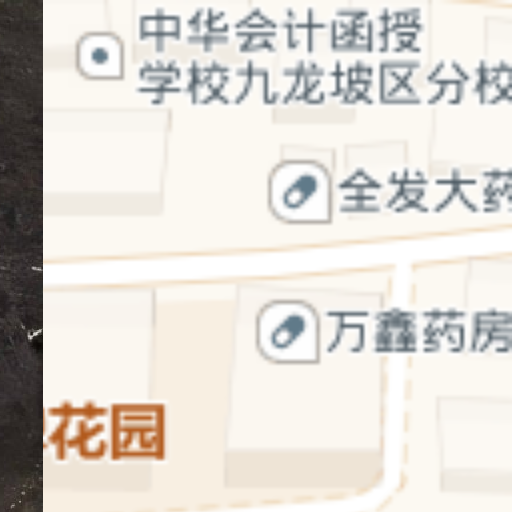 中华会计函授
学校九龙坡区分校
全发大药
万鑫药房
花园